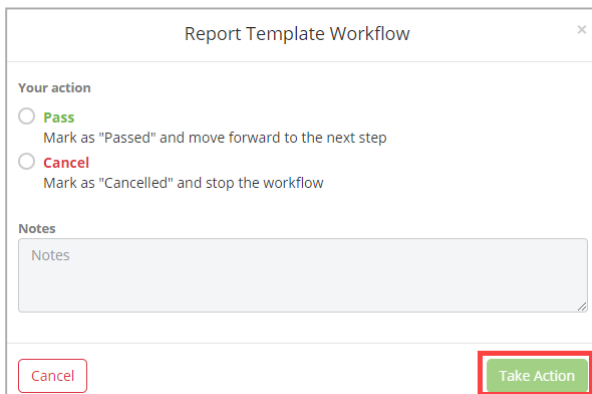 Report Template Workflow
×
Your action
Pass
Mark as "Passed" and move forward to the next step
Cancel
Mark as "Cancelled" and stop the workflow
Notes
Notes
Cancel
Take Action